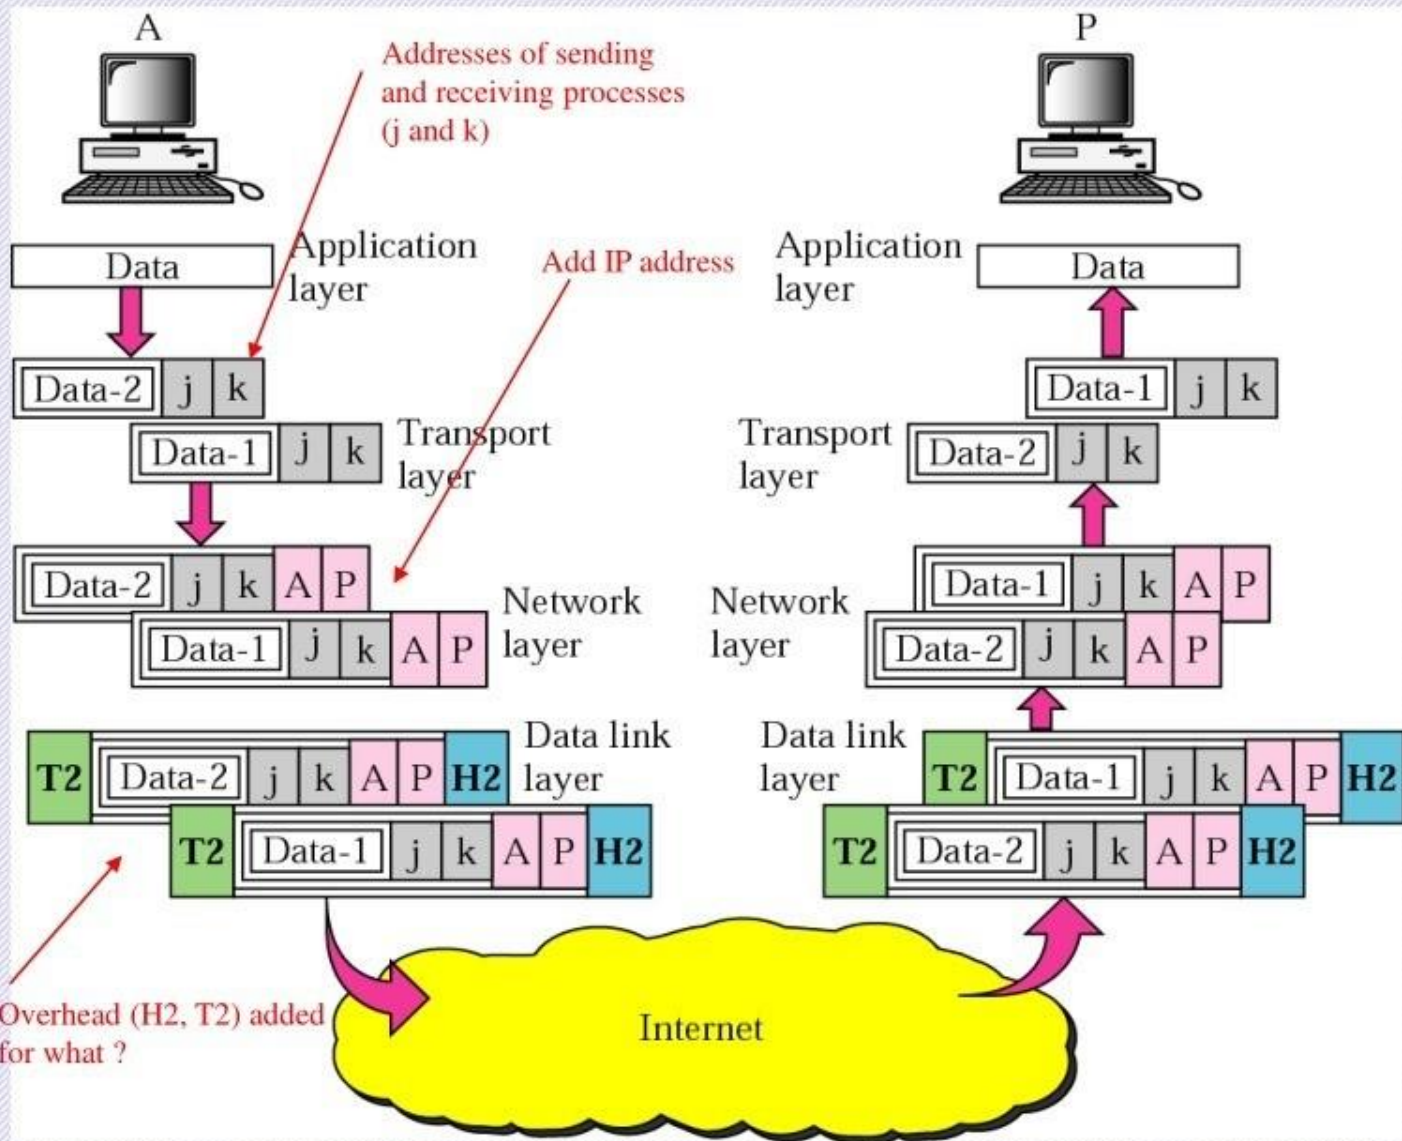 A
P
Addresses of sending
and receiving processes
(j and k)
Data
Application
layer
Add IP address
Application
layer
Data
Data-2 j k
Data-1 j k
Data-1 j k
Transport
layer
Transport
layer
Data-2 j k
Data-2 j k A P
Data-1 j k A P
Network
layer
Network
layer
Data-1 j k A P
Data-2 j k A P
T2 Data-2 j k A P H2
Data link
layer
T2 Data-1 j k A P H2
Data link
layer
T2 Data-1 j k A P H2
T2 Data-2 j k A P H2
Overhead (H2, T2) added
for what ?
Internet